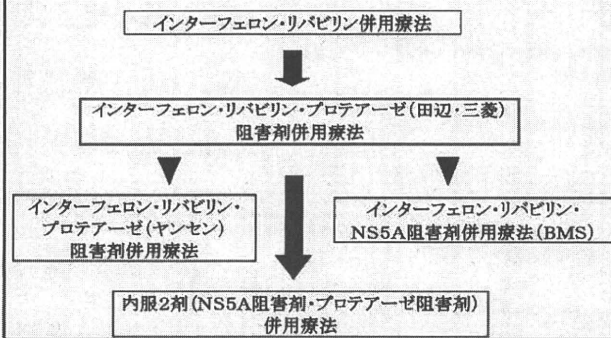 インターフェロン・リバビリン併用療法
インターフェロン・リバビリン・プロテアーゼ(田辺・三菱)
阻害剤併用療法
インターフェロン・リバビリン・
プロテアーゼ(ヤンセン)
阻害剤併用療法
インターフェロン・リバビリン・
NS5A阻害剤併用療法(BMS)
内服2剤(NS5A阻害剤・プロテアーゼ阻害剤)
併用療法